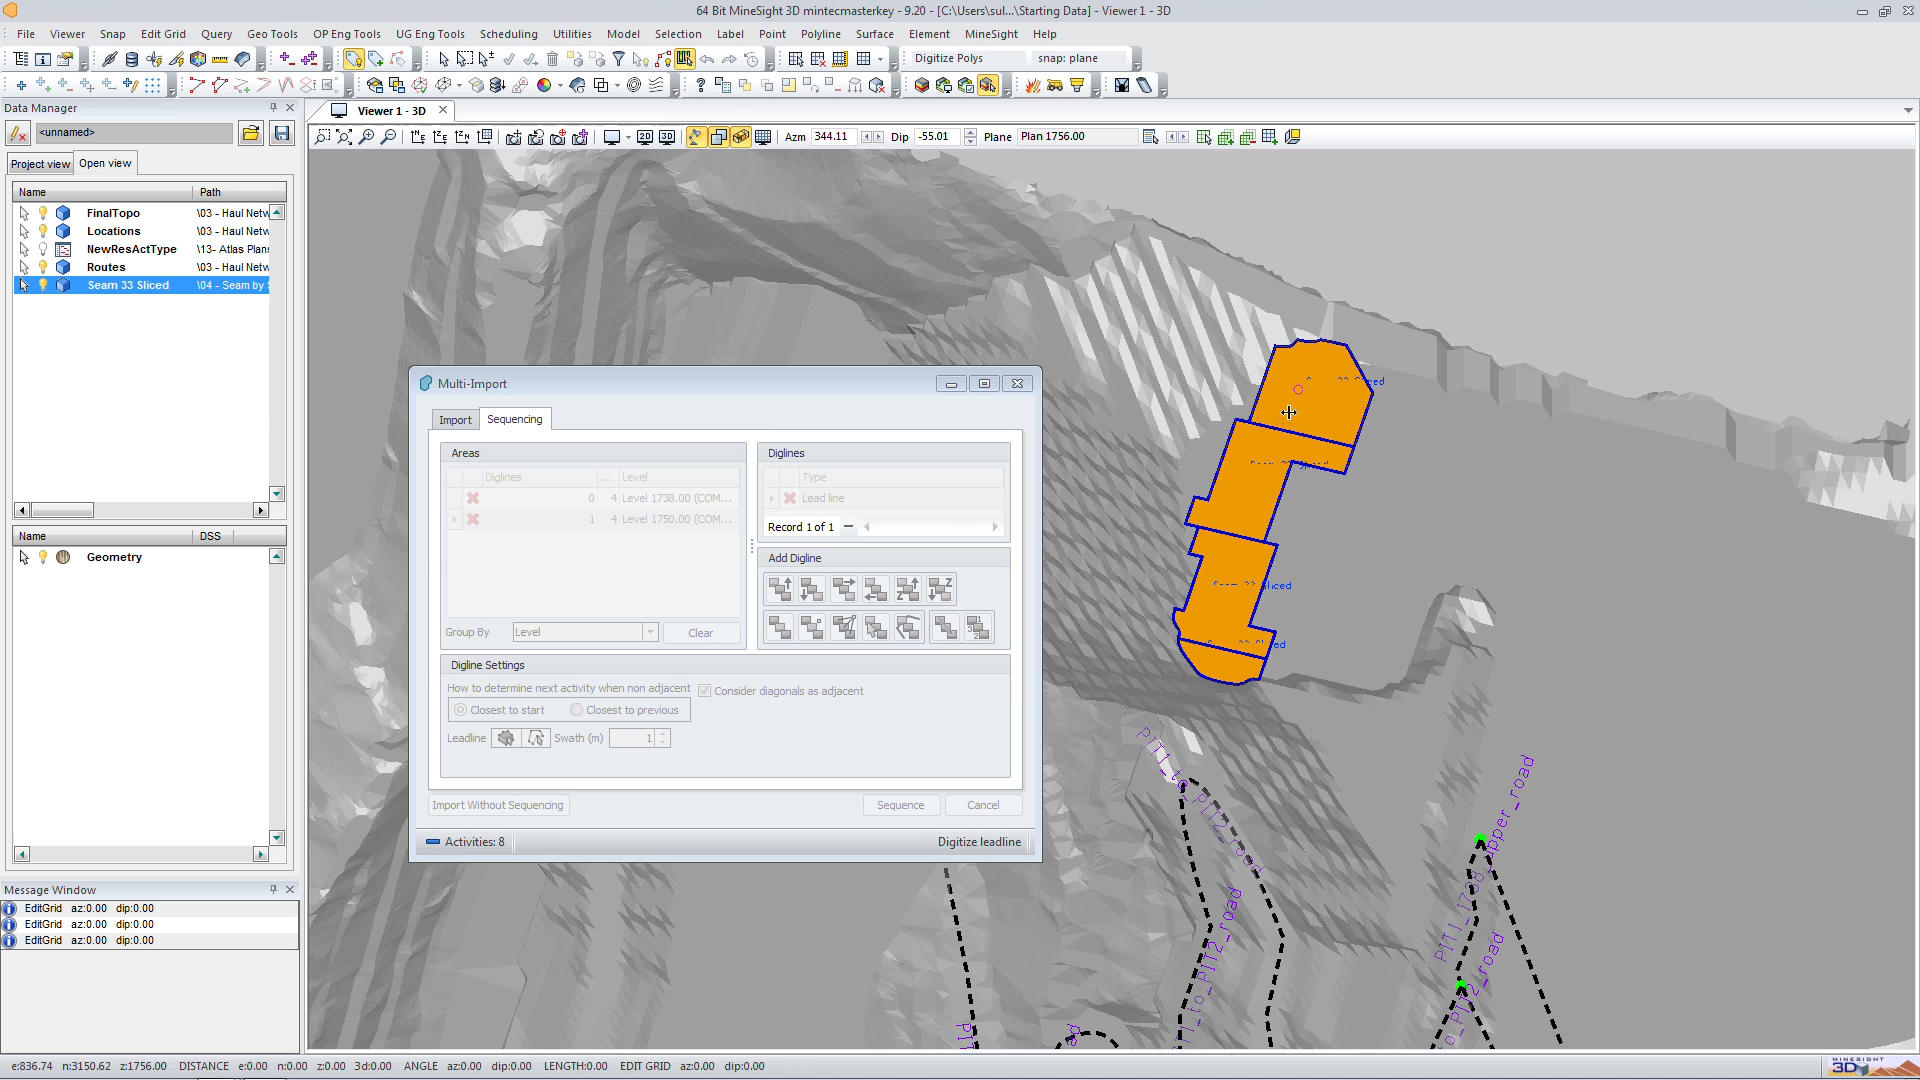 64 Bit MineSight 3D mintecmasterkey - 9.20 - [C:\Users\sul...\Starting Data] - Viewer 1 - 3D
File Viewer Snap Edit Grid Query Geo Tools OP Eng Tools UG Eng Tools Scheduling Utilities Model Selection Label Point Polyline Surface Element MineSight Help
Digitize Polys snap: plane
Data Manager
Viewer 1 - 3D
<unnamed>
Azm 344.11 Dip -55.01 Plane Plan 1756.00
Project view Open view
Name Path
FinalTopo \03 - Haul Netw
Locations \03 - Haul Netw
NewResActType \13- Atlas Plans
Routes \03 - Haul Netw
Seam 33 Sliced \04 - Seam by S
Name DSS
Geometry
Message Window
EditGrid az:0.00 dip:0.00
EditGrid az:0.00 dip:0.00
EditGrid az:0.00 dip:0.00
Multi-Import
Import Sequencing
Areas
Diglines ... Level
0 4 Level 1738.00 (COM...
1 4 Level 1750.00 (COM...
Group By Level Clear
Diglines
Type
Lead line
Record 1 of 1
Add Digline
Digline Settings
How to determine next activity when non adjacent
Consider diagonals as adjacent
Closest to start Closest to previous
Leadline Swath (m) 1
Import Without Sequencing Sequence Cancel
Activities: 8 Digitize leadline
Sliced
PIT1_to_PIT2_road
PIT1_1738_upper_road
e:836.74 n:3150.62 z:1756.00 DISTANCE e:0.00 n:0.00 z:0.00 3d:0.00 ANGLE az:0.00 dip:0.00 LENGTH:0.00 EDIT GRID az:0.00 dip:0.00
MINESIGHT
3D